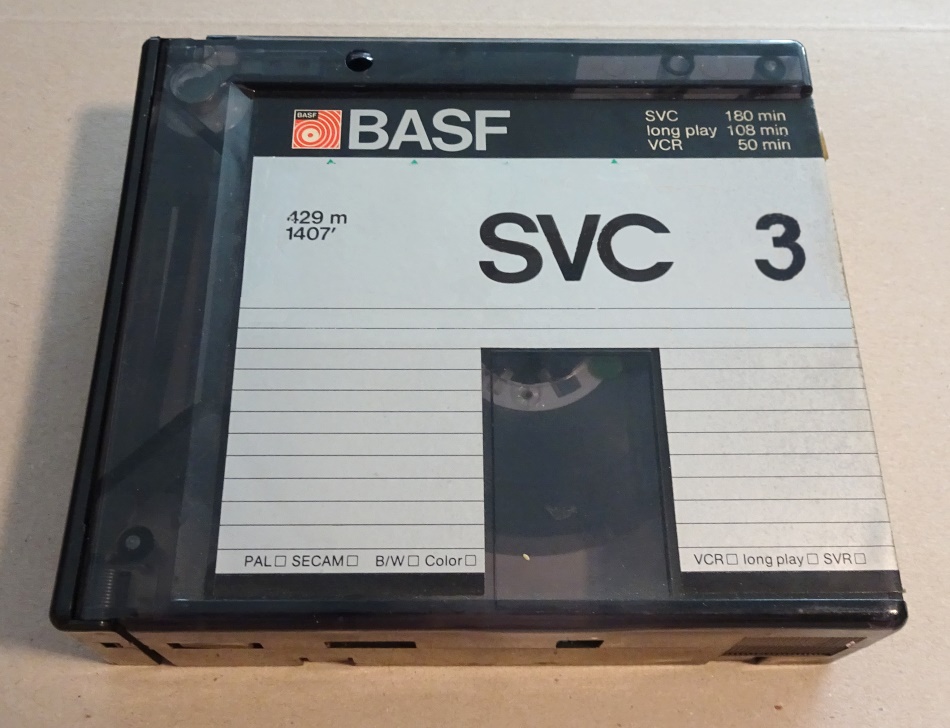 BASF
BASF
SVC 180 min
long play 108 min
VCR 50 min
429 m
1407'
SVC 3
PAL☐ SECAM☐ B/W☐ Color☐
VCR☐ long play☐ SVR☐